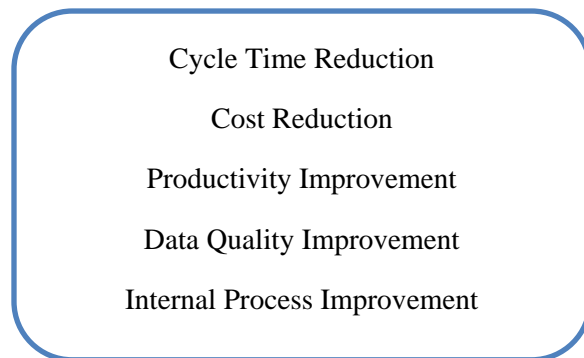 Cycle Time Reduction
Cost Reduction
Productivity Improvement
Data Quality Improvement
Internal Process Improvement